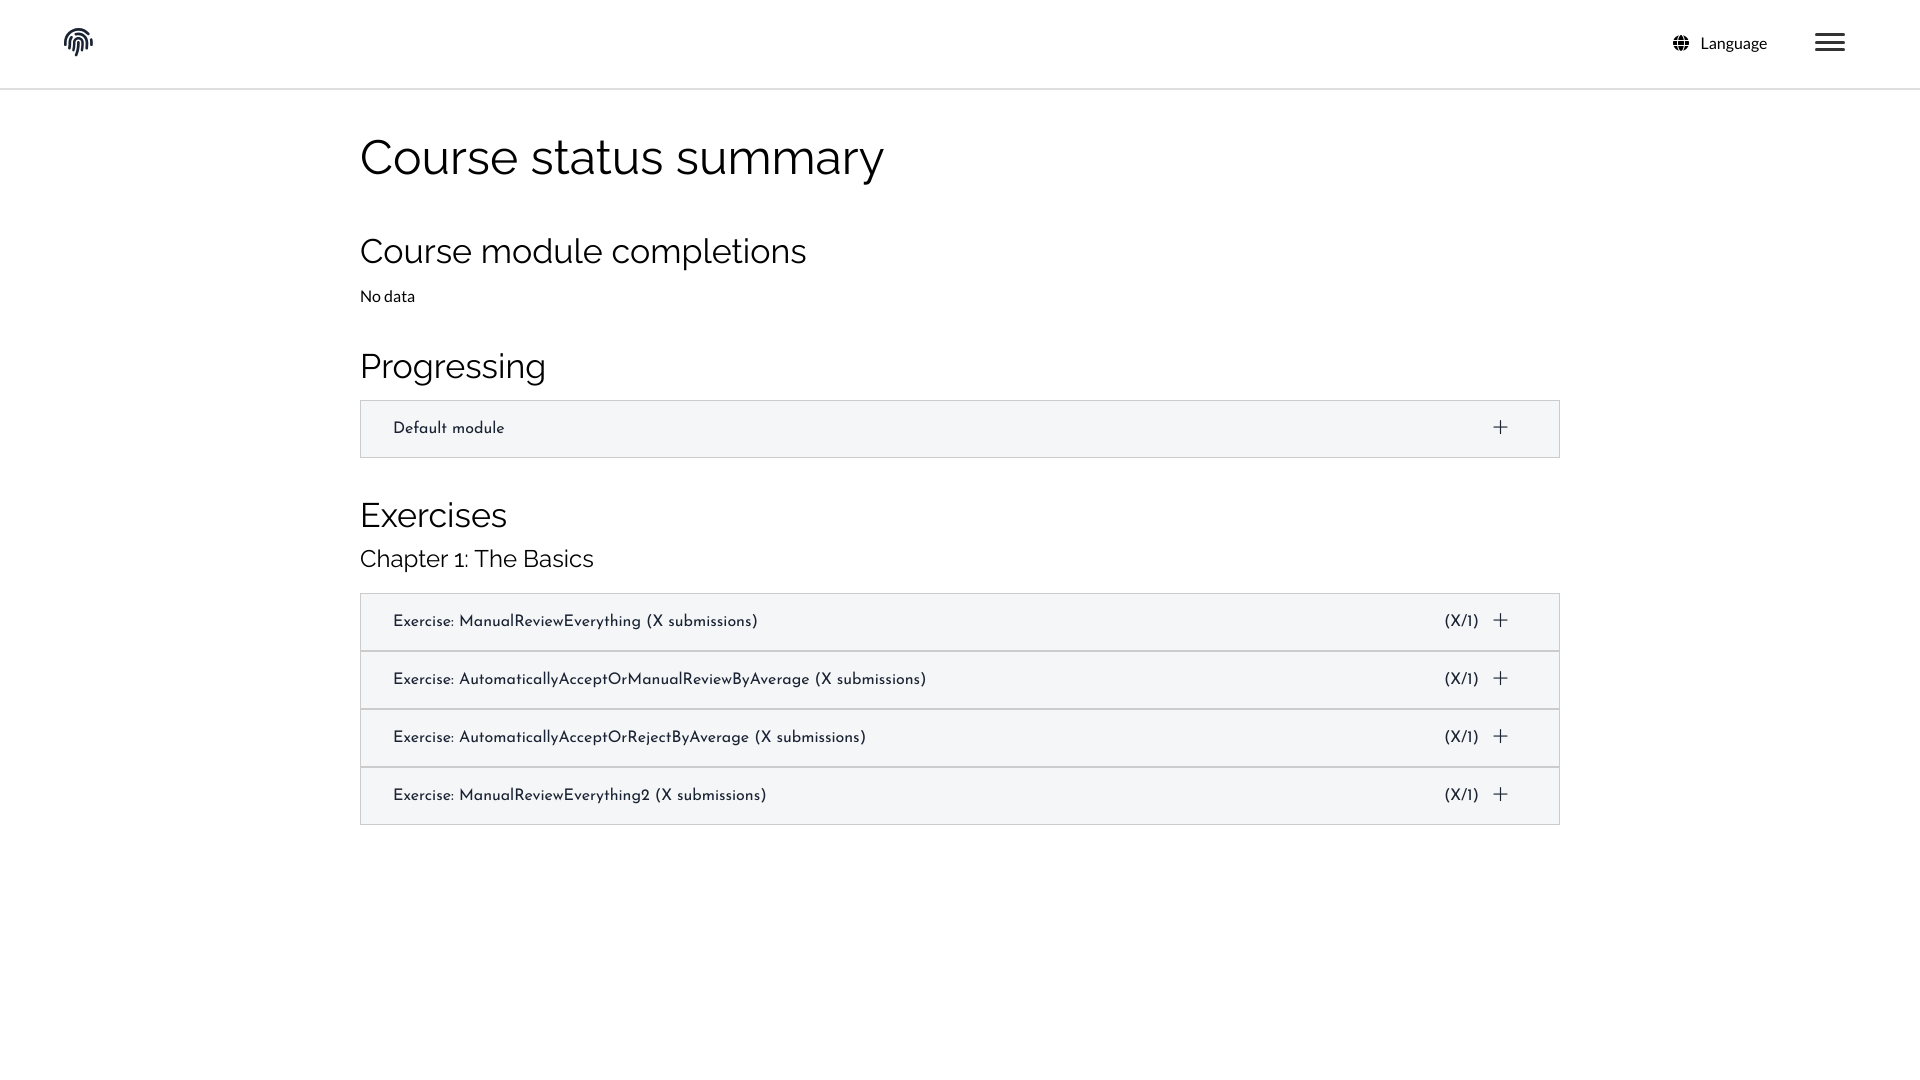 Language
Course status summary
Course module completions
No data
Progressing
Default module
Exercises
Chapter 1: The Basics
Exercise: ManualReviewEverything (X submissions) (X/1)
Exercise: AutomaticallyAcceptOrManualReviewByAverage (X submissions) (X/1)
Exercise: AutomaticallyAcceptOrRejectByAverage (X submissions) (X/1)
Exercise: ManualReviewEverything2 (X submissions) (X/1)